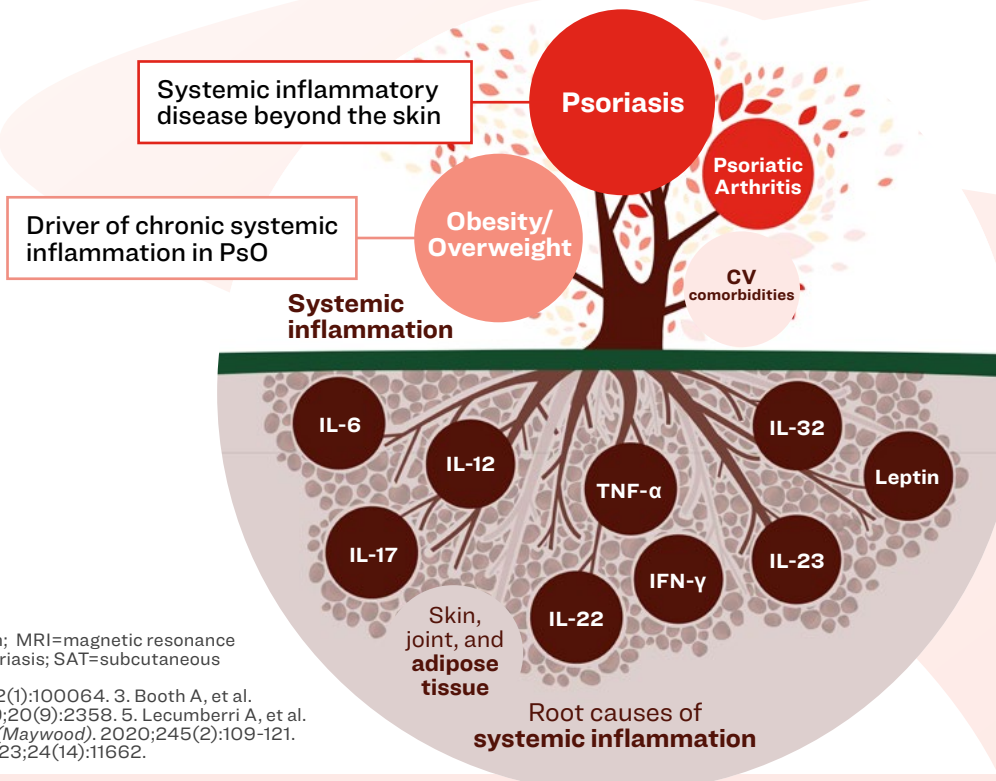 Psoriasis
Systemic inflammatory
disease beyond the skin
Psoriatic
Arthritis
Obesity/
Overweight
Driver of chronic systemic
inflammation in PsO
CV
comorbidities
Systemic
inflammation
IL-6
IL-12
IL-32
Leptin
TNF-α
IL-17
IL-23
IFN-γ
IL-22
Skin,
joint, and
adipose
tissue
Root causes of
systemic inflammation
MRI=magnetic resonance
SAT=subcutaneous
2(1):100064. 3. Booth A, et al.
;20(9):2358. 5. Lecumberri A, et al.
(Maywood). 2020;245(2):109-121.
23;24(14):11662.